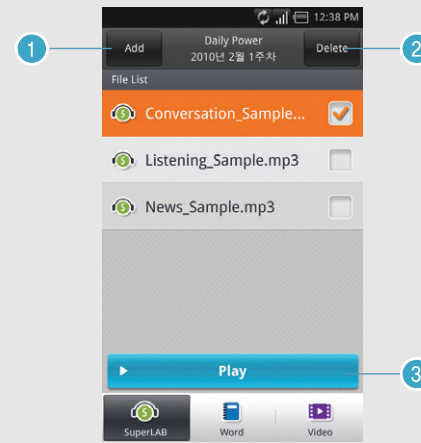 12:38 PM
1
Add
Daily Power
2010년 2월 1주차
Delete
2
File List
Conversation_Sample...
Listening_Sample.mp3
News_Sample.mp3
Play
3
SuperLAB
Word
Video